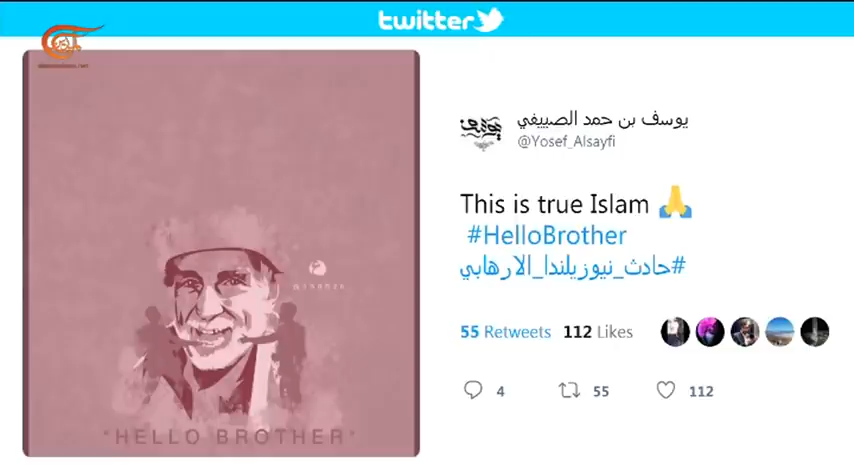 twitter
يوسف بن حمد الصييفي
@Yosef_Alsayfi
This is true Islam 🙏
#HelloBrother
#حادث_نيوزيلندا_الارهابي
55 Retweets 112 Likes
4 55 112
"HELLO BROTHER"